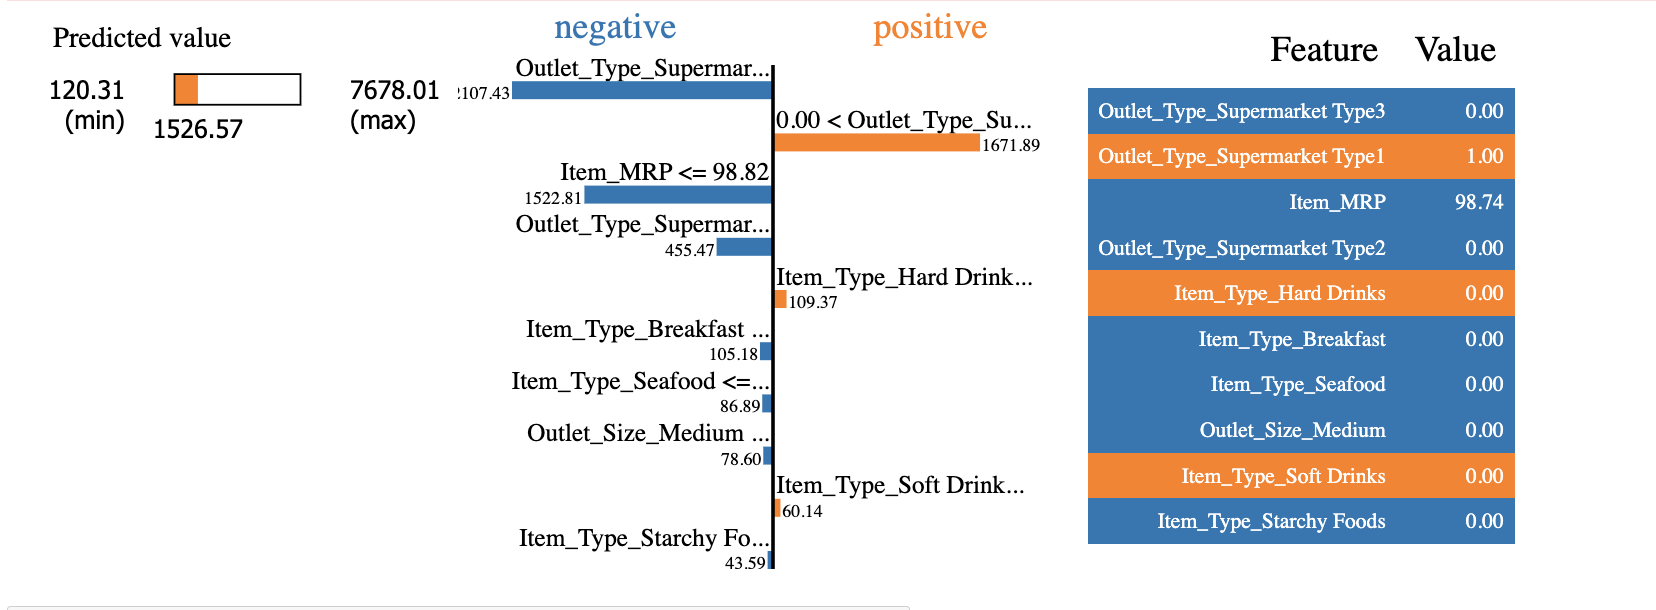 Predicted value
120.31
(min)
7678.01
(max)
1526.57
negative
positive
Outlet_Type_Supermar...
107.43
0.00 < Outlet_Type_Su...
1671.89
Item_MRP <= 98.82
1522.81
Outlet_Type_Supermar...
455.47
Item_Type_Hard Drink...
109.37
Item_Type_Breakfast ...
105.18
Item_Type_Seafood <=...
86.89
Outlet_Size_Medium ...
78.60
Item_Type_Soft Drink...
60.14
Item_Type_Starchy Fo...
43.59
Feature Value
Outlet_Type_Supermarket Type3 0.00
Outlet_Type_Supermarket Type1 1.00
Item_MRP 98.74
Outlet_Type_Supermarket Type2 0.00
Item_Type_Hard Drinks 0.00
Item_Type_Breakfast 0.00
Item_Type_Seafood 0.00
Outlet_Size_Medium 0.00
Item_Type_Soft Drinks 0.00
Item_Type_Starchy Foods 0.00